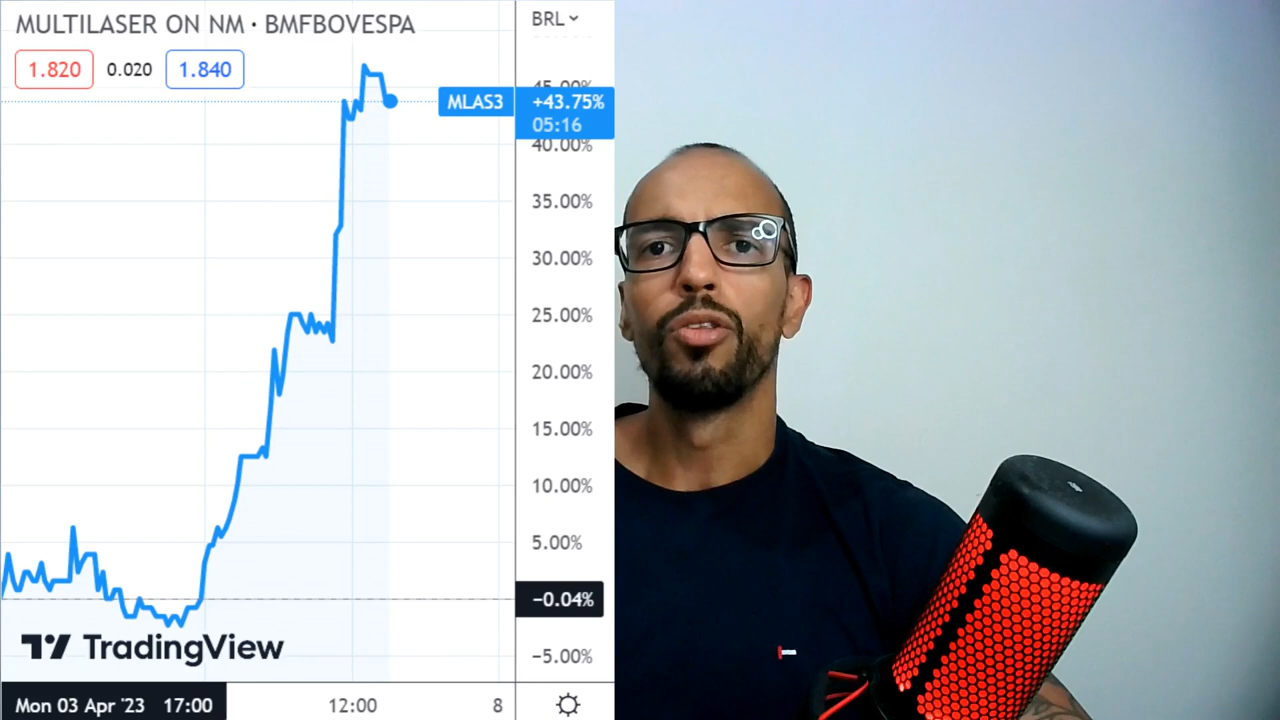 MULTILASER ON NM · BMFBOVESPA
BRL
1.820 0.020 1.840
45.00%
MLAS3 +43.75%
05:16
40.00%
35.00%
30.00%
25.00%
20.00%
15.00%
10.00%
5.00%
−0.04%
TradingView
−5.00%
Mon 03 Apr '23 17:00 12:00 8